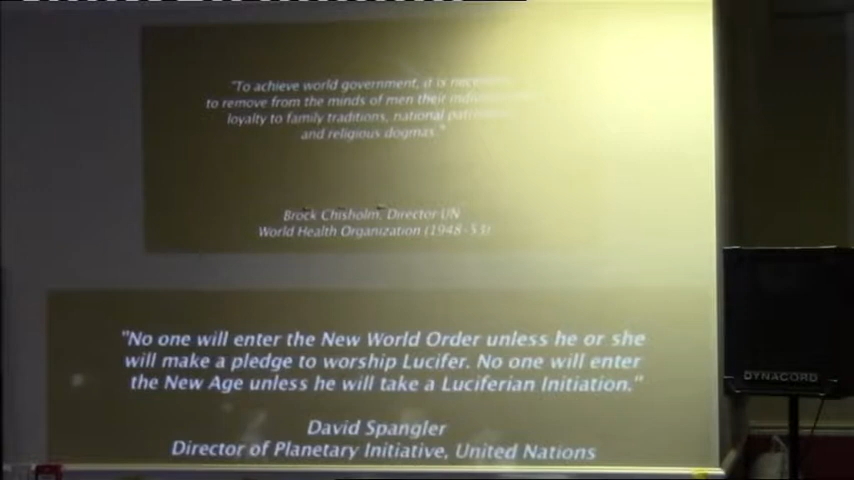 "To achieve world government, it is
to remove from the minds of men their
loyalty to family traditions, national
and religious dogmas."
Brock Chisholm, Director UN
World Health Organization (1948-53)
"No one will enter the New World Order unless he or she
will make a pledge to worship Lucifer. No one will enter
the New Age unless he will take a Luciferian Initiation."
David Spangler
Director of Planetary Initiative, United Nations
DYNACORD